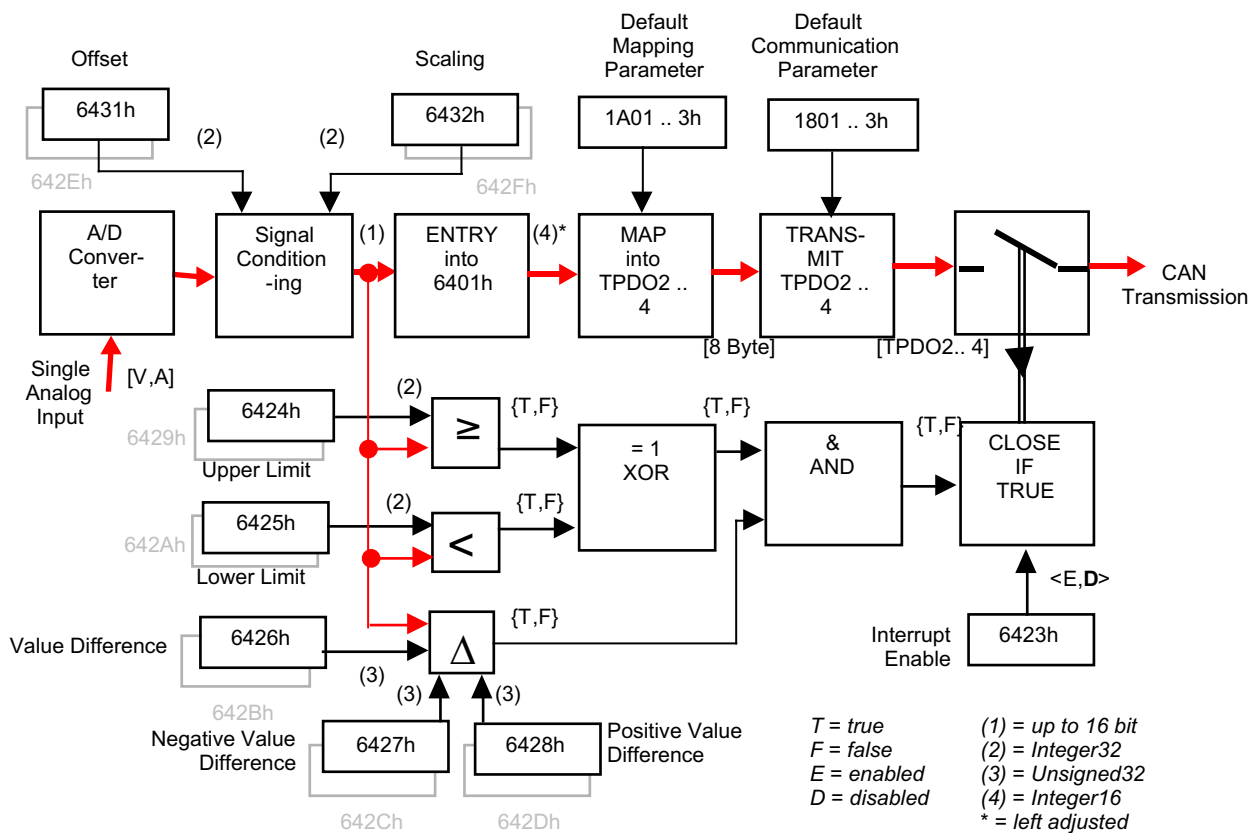 Offset
Scaling
Default
Mapping
Parameter
Default
Communication
Parameter
6431h
(2)
642Eh
(2)
6432h
642Fh
1A01 .. 3h
1801 .. 3h
A/D
Conver-
ter
Signal
Condition
-ing
(1)
ENTRY
into
6401h
(4)*
MAP
into
TPDO2 ..
4
[8 Byte]
TRANS-
MIT
TPDO2 ..
4
[TPDO2.. 4]
CAN
Transmission
Single
Analog
Input
[V,A]
6424h
6429h
Upper Limit
(2)
≥
{T,F}
= 1
XOR
{T,F}
&
AND
{T,F}
CLOSE
IF
TRUE
6425h
642Ah
Lower Limit
(2)
<
{T,F}
<E,D>
Interrupt
Enable
6423h
Value Difference
6426h
642Bh
(3)
Δ
{T,F}
(3)
(3)
Negative Value
Difference
6427h
642Ch
6428h
642Dh
Positive Value
Difference
T = true
F = false
E = enabled
D = disabled
(1) = up to 16 bit
(2) = Integer32
(3) = Unsigned32
(4) = Integer16
* = left adjusted